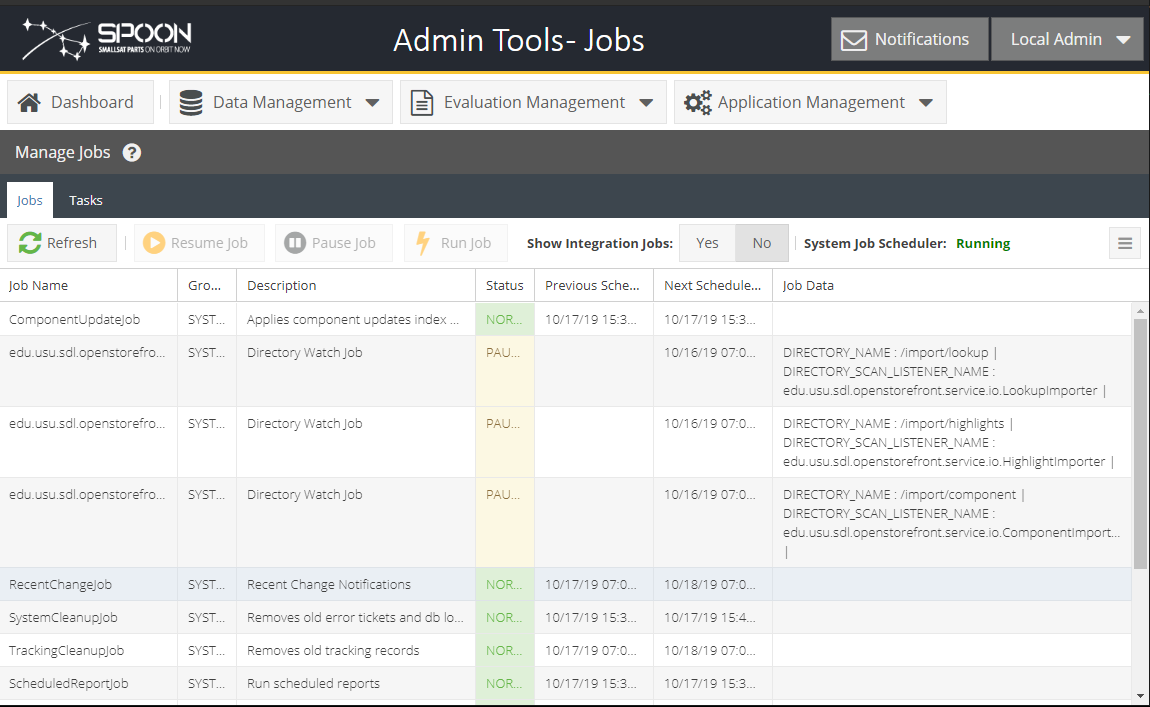 SPOON
SMALLSAT PARTS ON ORBIT NOW
Admin Tools- Jobs
Notifications
Local Admin
Dashboard
Data Management
Evaluation Management
Application Management
Manage Jobs ?
Jobs
Tasks
Refresh
Resume Job
Pause Job
Run Job
Show Integration Jobs:
Yes
No
System Job Scheduler: Running
Job Name
Gro...
Description
Status
Previous Sche...
Next Schedule...
Job Data
ComponentUpdateJob
SYST...
Applies component updates index ...
NOR...
10/17/19 15:3...
10/17/19 15:3...
edu.usu.sdl.openstorefro...
SYST...
Directory Watch Job
PAU...
10/16/19 07:0...
DIRECTORY_NAME : /import/lookup |
DIRECTORY_SCAN_LISTENER_NAME :
edu.usu.sdl.openstorefront.service.io.LookupImporter |
edu.usu.sdl.openstorefro...
SYST...
Directory Watch Job
PAU...
10/16/19 07:0...
DIRECTORY_NAME : /import/highlights |
DIRECTORY_SCAN_LISTENER_NAME :
edu.usu.sdl.openstorefront.service.io.HighlightImporter |
edu.usu.sdl.openstorefro...
SYST...
Directory Watch Job
PAU...
10/16/19 07:0...
DIRECTORY_NAME : /import/component |
DIRECTORY_SCAN_LISTENER_NAME :
edu.usu.sdl.openstorefront.service.io.ComponentImport...
|
RecentChangeJob
SYST...
Recent Change Notifications
NOR...
10/17/19 07:0...
10/18/19 07:0...
SystemCleanupJob
SYST...
Removes old error tickets and db lo...
NOR...
10/17/19 15:3...
10/17/19 15:4...
TrackingCleanupJob
SYST...
Removes old tracking records
NOR...
10/17/19 07:0...
10/18/19 07:0...
ScheduledReportJob
SYST...
Run scheduled reports
NOR...
10/17/19 15:3...
10/17/19 15:3...